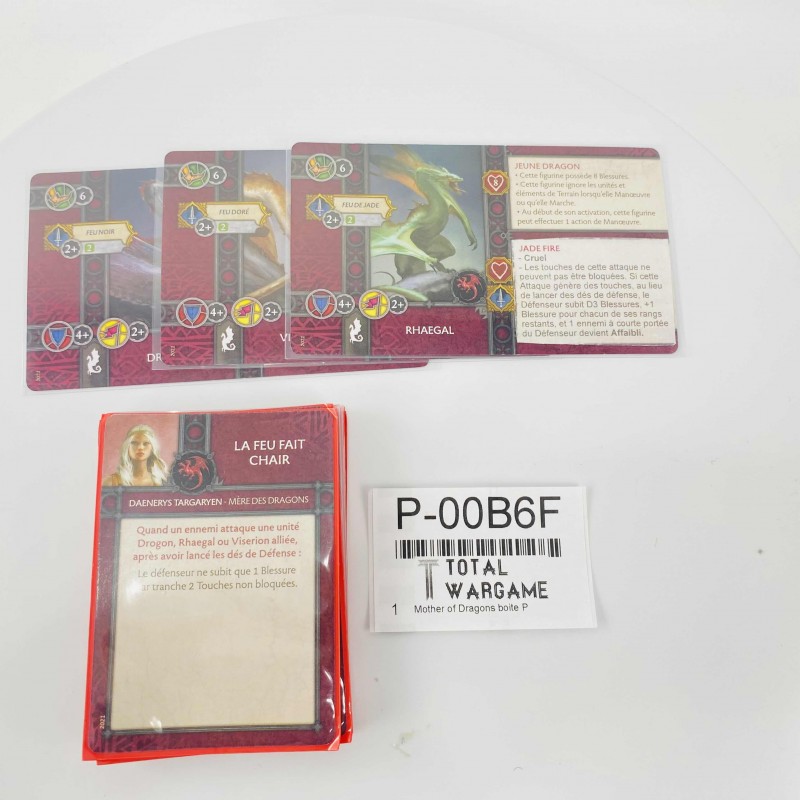 6
FEU NOIR
2+
2
4+
2+
DR
2021
6
FEU DORÉ
2+
2
4+
2+
VI
2021
6
FEU DE JADE
2+
2
4+
2+
RHAEGAL
2021
8
JEUNE DRAGON
• Cette figurine possède 8 Blessures.
• Cette figurine ignore les unités et
éléments de Terrain lorsqu'elle Manœuvre
ou qu'elle Marche.
• Au début de son activation, cette figurine
peut effectuer 1 action de Manœuvre.
JADE FIRE
- Cruel
- Les touches de cette attaque ne
peuvent pas être bloquées. Si cette
Attaque génère des touches, au lieu
de lancer des dés de défense, le
Défenseur subit D3 Blessures, +1
Blessure pour chacun de ses rangs
restants, et 1 ennemi à courte portée
du Défenseur devient Affaibli.
LA FEU FAIT
CHAIR
DAENERYS TARGARYEN - MÈRE DES DRAGONS
Quand un ennemi attaque une unité
Drogon, Rhaegal ou Viserion alliée,
après avoir lancé les dés de Défense :
Le défenseur ne subit que 1 Blessure
par tranche 2 Touches non bloquées.
2021
P-00B6F
TOTAL
WARGAME
1 Mother of Dragons boite P